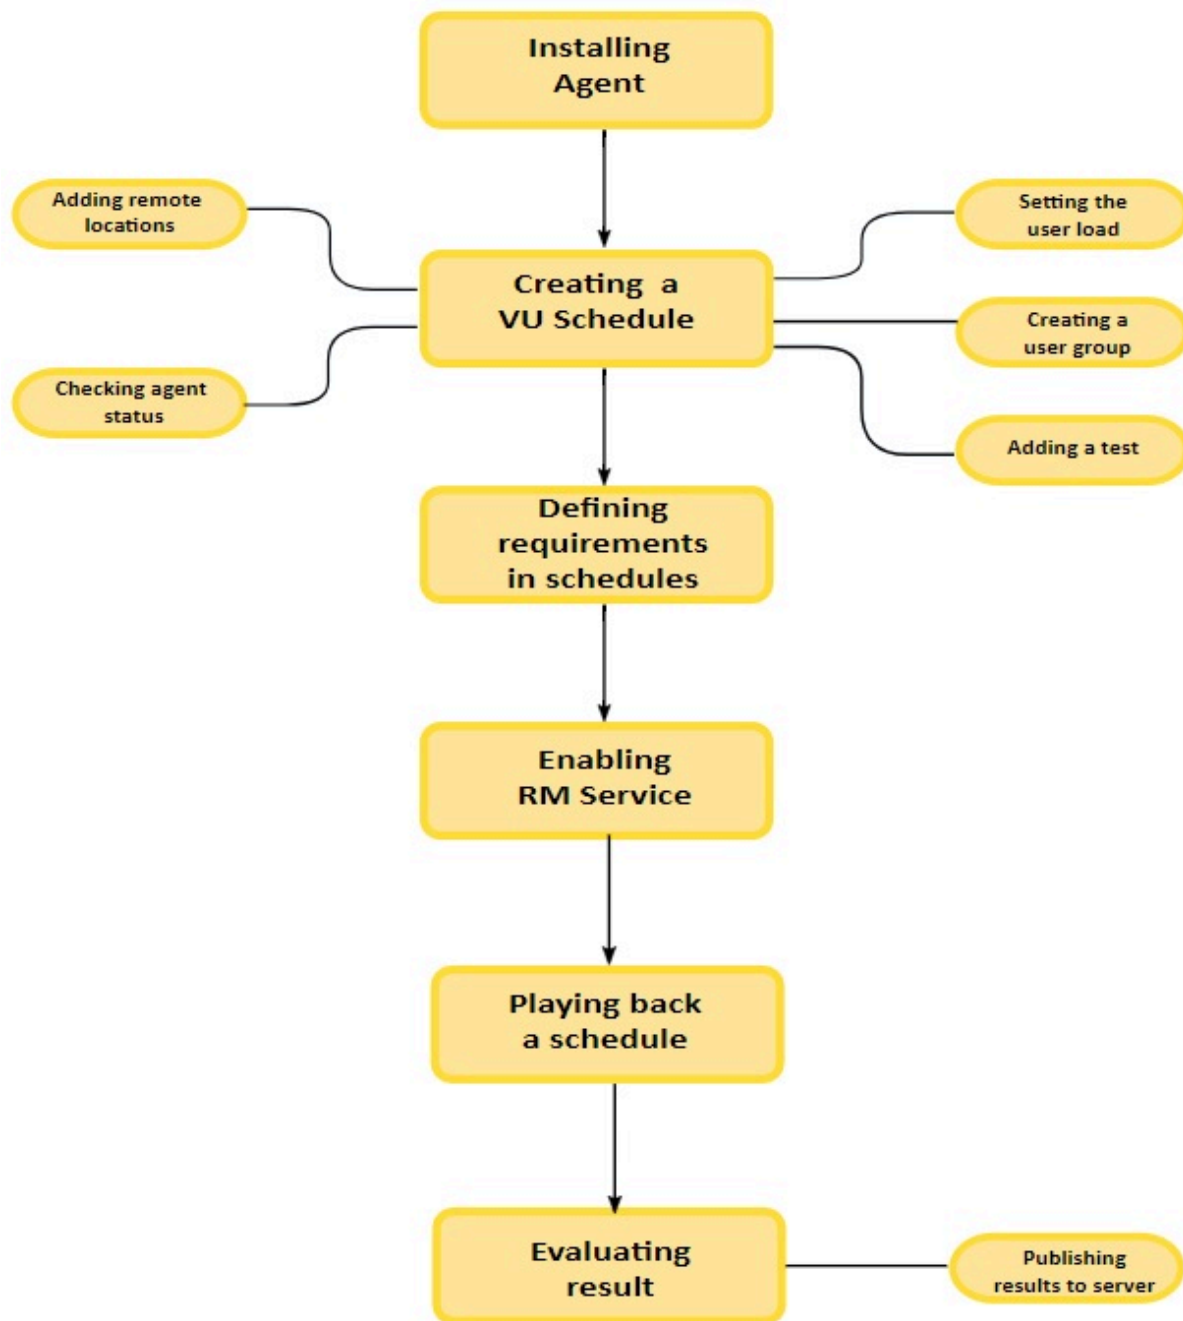 Installing
Agent
Adding remote
locations
Setting the
user load
Creating a
VU Schedule
Creating a
user group
Checking agent
status
Adding a test
Defining
requirements
in schedules
Enabling
RM Service
Playing back
a schedule
Evaluating
result
Publishing
results to server